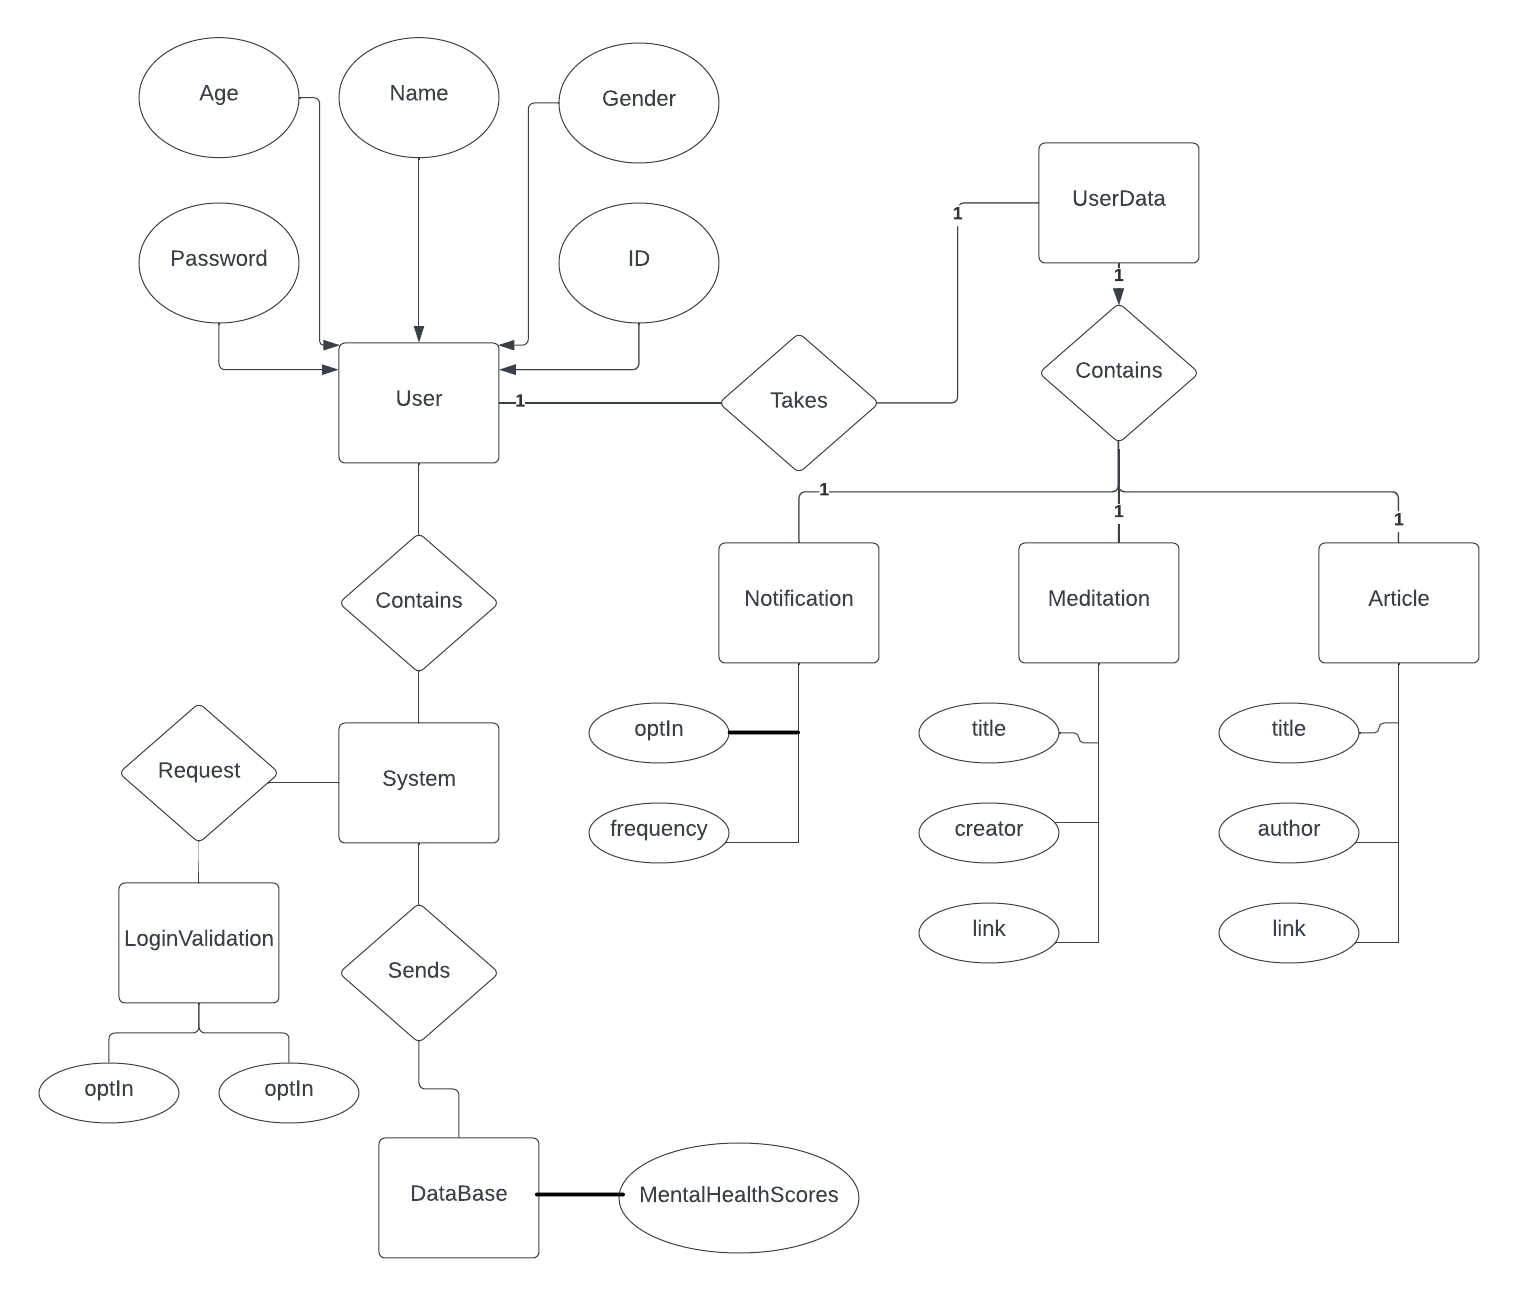 Age
Name
Gender
UserData
1
Password
ID
1
Contains
User
1
Takes
1
1
1
Contains
Notification
Meditation
Article
optIn
title
title
Request
System
frequency
creator
author
LoginValidation
Sends
link
link
optIn
optIn
DataBase
MentalHealthScores